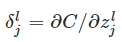 δ_j^l = ∂C/∂z_j^l